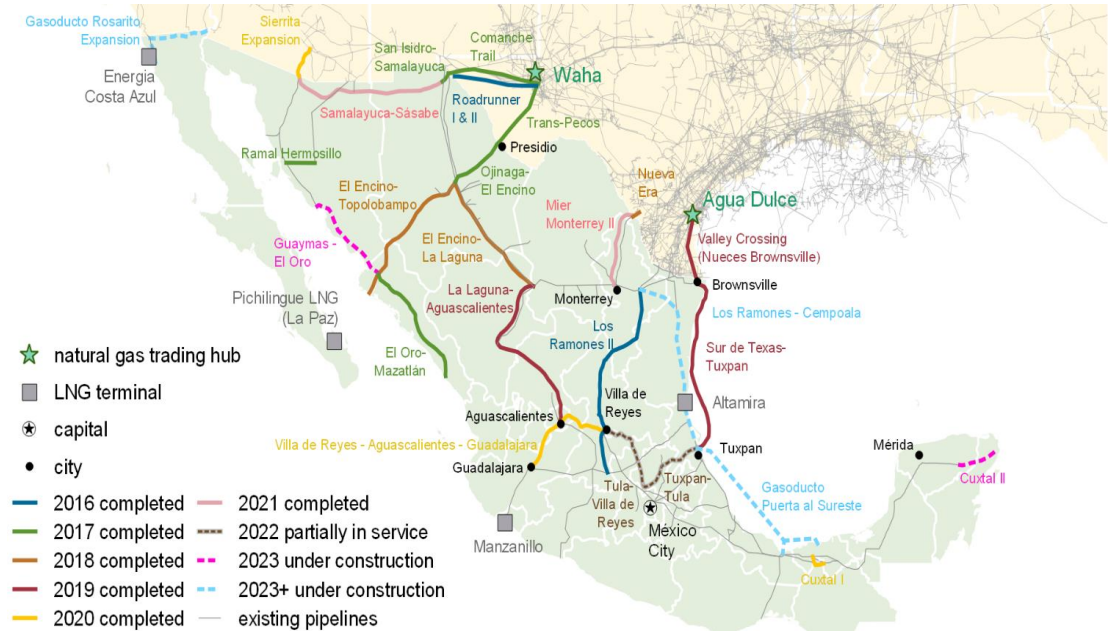 Gasoducto Rosarito
Expansion
Sierrita
Expansion
San Isidro-
Samalayuca
Comanche
Trail
Waha
Energia
Costa Azul
Samalayuca-Sásabe
Roadrunner
I & II
Trans-Pecos
Presidio
Ramal Hermosillo
Ojinaga-
El Encino
El Encino-
Topolobampo
Nueva
Era
Agua Dulce
Mier
Monterrey II
Guaymas -
El Oro
El Encino-
La Laguna
Valley Crossing
(Nueces Brownsville)
La Laguna-
Aguascalientes
Monterrey
Brownsville
Pichilingue LNG
(La Paz)
Los Ramones - Cempoala
Los
Ramones II
Sur de Texas-
Tuxpan
El Oro-
Mazatlán
Altamira
Villa de
Reyes
Aguascalientes
Villa de Reyes - Aguascalientes - Guadalajara
Tuxpan
Mérida
Guadalajara
Tula-
Villa de
Reyes
Tuxpan-
Tula
Gasoducto
Puerta al Sureste
Cuxtal II
México
City
Manzanillo
Cuxtal I
natural gas trading hub
LNG terminal
capital
city
2016 completed
2017 completed
2018 completed
2019 completed
2020 completed
2021 completed
2022 partially in service
2023 under construction
2023+ under construction
existing pipelines